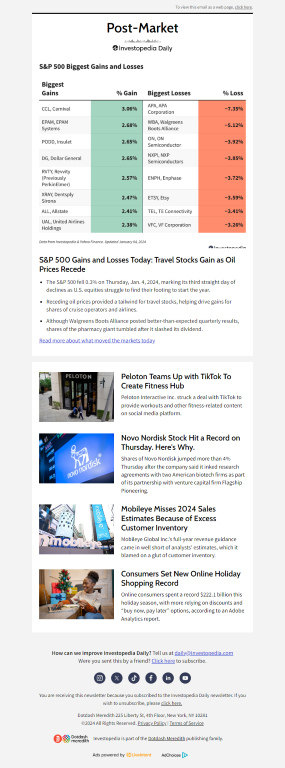 To view this email as a web page, click here.
Post-Market
Investopedia Daily
S&P 500 Biggest Gains and Losses
Biggest Gains % Gain Biggest Losses % Loss
CCL, Carnival 3.06% APA, APA Corporation −7.35%
EPAM, EPAM Systems 2.68% WBA, Walgreens Boots Alliance −5.12%
PODD, Insulet 2.65% ON, ON Semiconductor −3.92%
DG, Dollar General 2.65% NXPI, NXP Semiconductors −3.85%
RVTY, Revvity (Previously PerkinElmer) 2.57% ENPH, Enphase −3.72%
XRAY, Dentsply Sirona 2.47% ETSY, Etsy −3.59%
ALL, Allstate 2.41% TEL, TE Connectivity −3.41%
UAL, United Airlines Holdings 2.38% VFC, VF Corporation −3.26%
Data from Investopedia & Yahoo Finance. Updated January 04, 2024
Investopedia
S&P 500 Gains and Losses Today: Travel Stocks Gain as Oil
Prices Recede
• The S&P 500 fell 0.3% on Thursday, Jan. 4, 2024, marking its third straight day of
declines as U.S. equities struggle to find their footing to start the year.
• Receding oil prices provided a tailwind for travel stocks, helping drive gains for
shares of cruise operators and airlines.
• Although Walgreens Boots Alliance posted better-than-expected quarterly results,
shares of the pharmacy giant tumbled after it slashed its dividend.
Read more about what moved the markets today
PELOTON
Peloton Teams Up with TikTok To
Create Fitness Hub
Peloton Interactive Inc. struck a deal with TikTok to
provide workouts and other fitness-related content
on social media platform.
novo nordisk
Novo Nordisk Stock Hit a Record on
Thursday. Here's Why.
Shares of Novo Nordisk jumped more than 4%
Thursday after the company said it inked research
agreements with two American biotech firms as part
of its partnership with venture capital firm Flagship
Pioneering.
mobileye
Mobileye Misses 2024 Sales
Estimates Because of Excess
Customer Inventory
Mobileye Global Inc.'s full-year revenue guidance
came in well short of analysts' estimates, which it
blamed on a glut of customer inventory.
Consumers Set New Online Holiday
Shopping Record
Online consumers spent a record $222.1 billion this
holiday season, with more relying on discounts and
"buy now, pay later" options, according to an Adobe
Analytics report.
How can we improve Investopedia Daily? Tell us at daily@investopedia.com
Were you sent this by a friend? Click here to subscribe.
You are receiving this newsletter because you subscribed to the Investopedia Daily newsletter. If you
wish to unsubscribe, please click here.
Dotdash Meredith 225 Liberty St, 4th Floor, New York, NY 10281
©2024 All Rights Reserved. Privacy Policy | Terms of Service
Dotdash meredith Investopedia is part of the Dotdash Meredith publishing family.
Ads powered by liveintent AdChoices